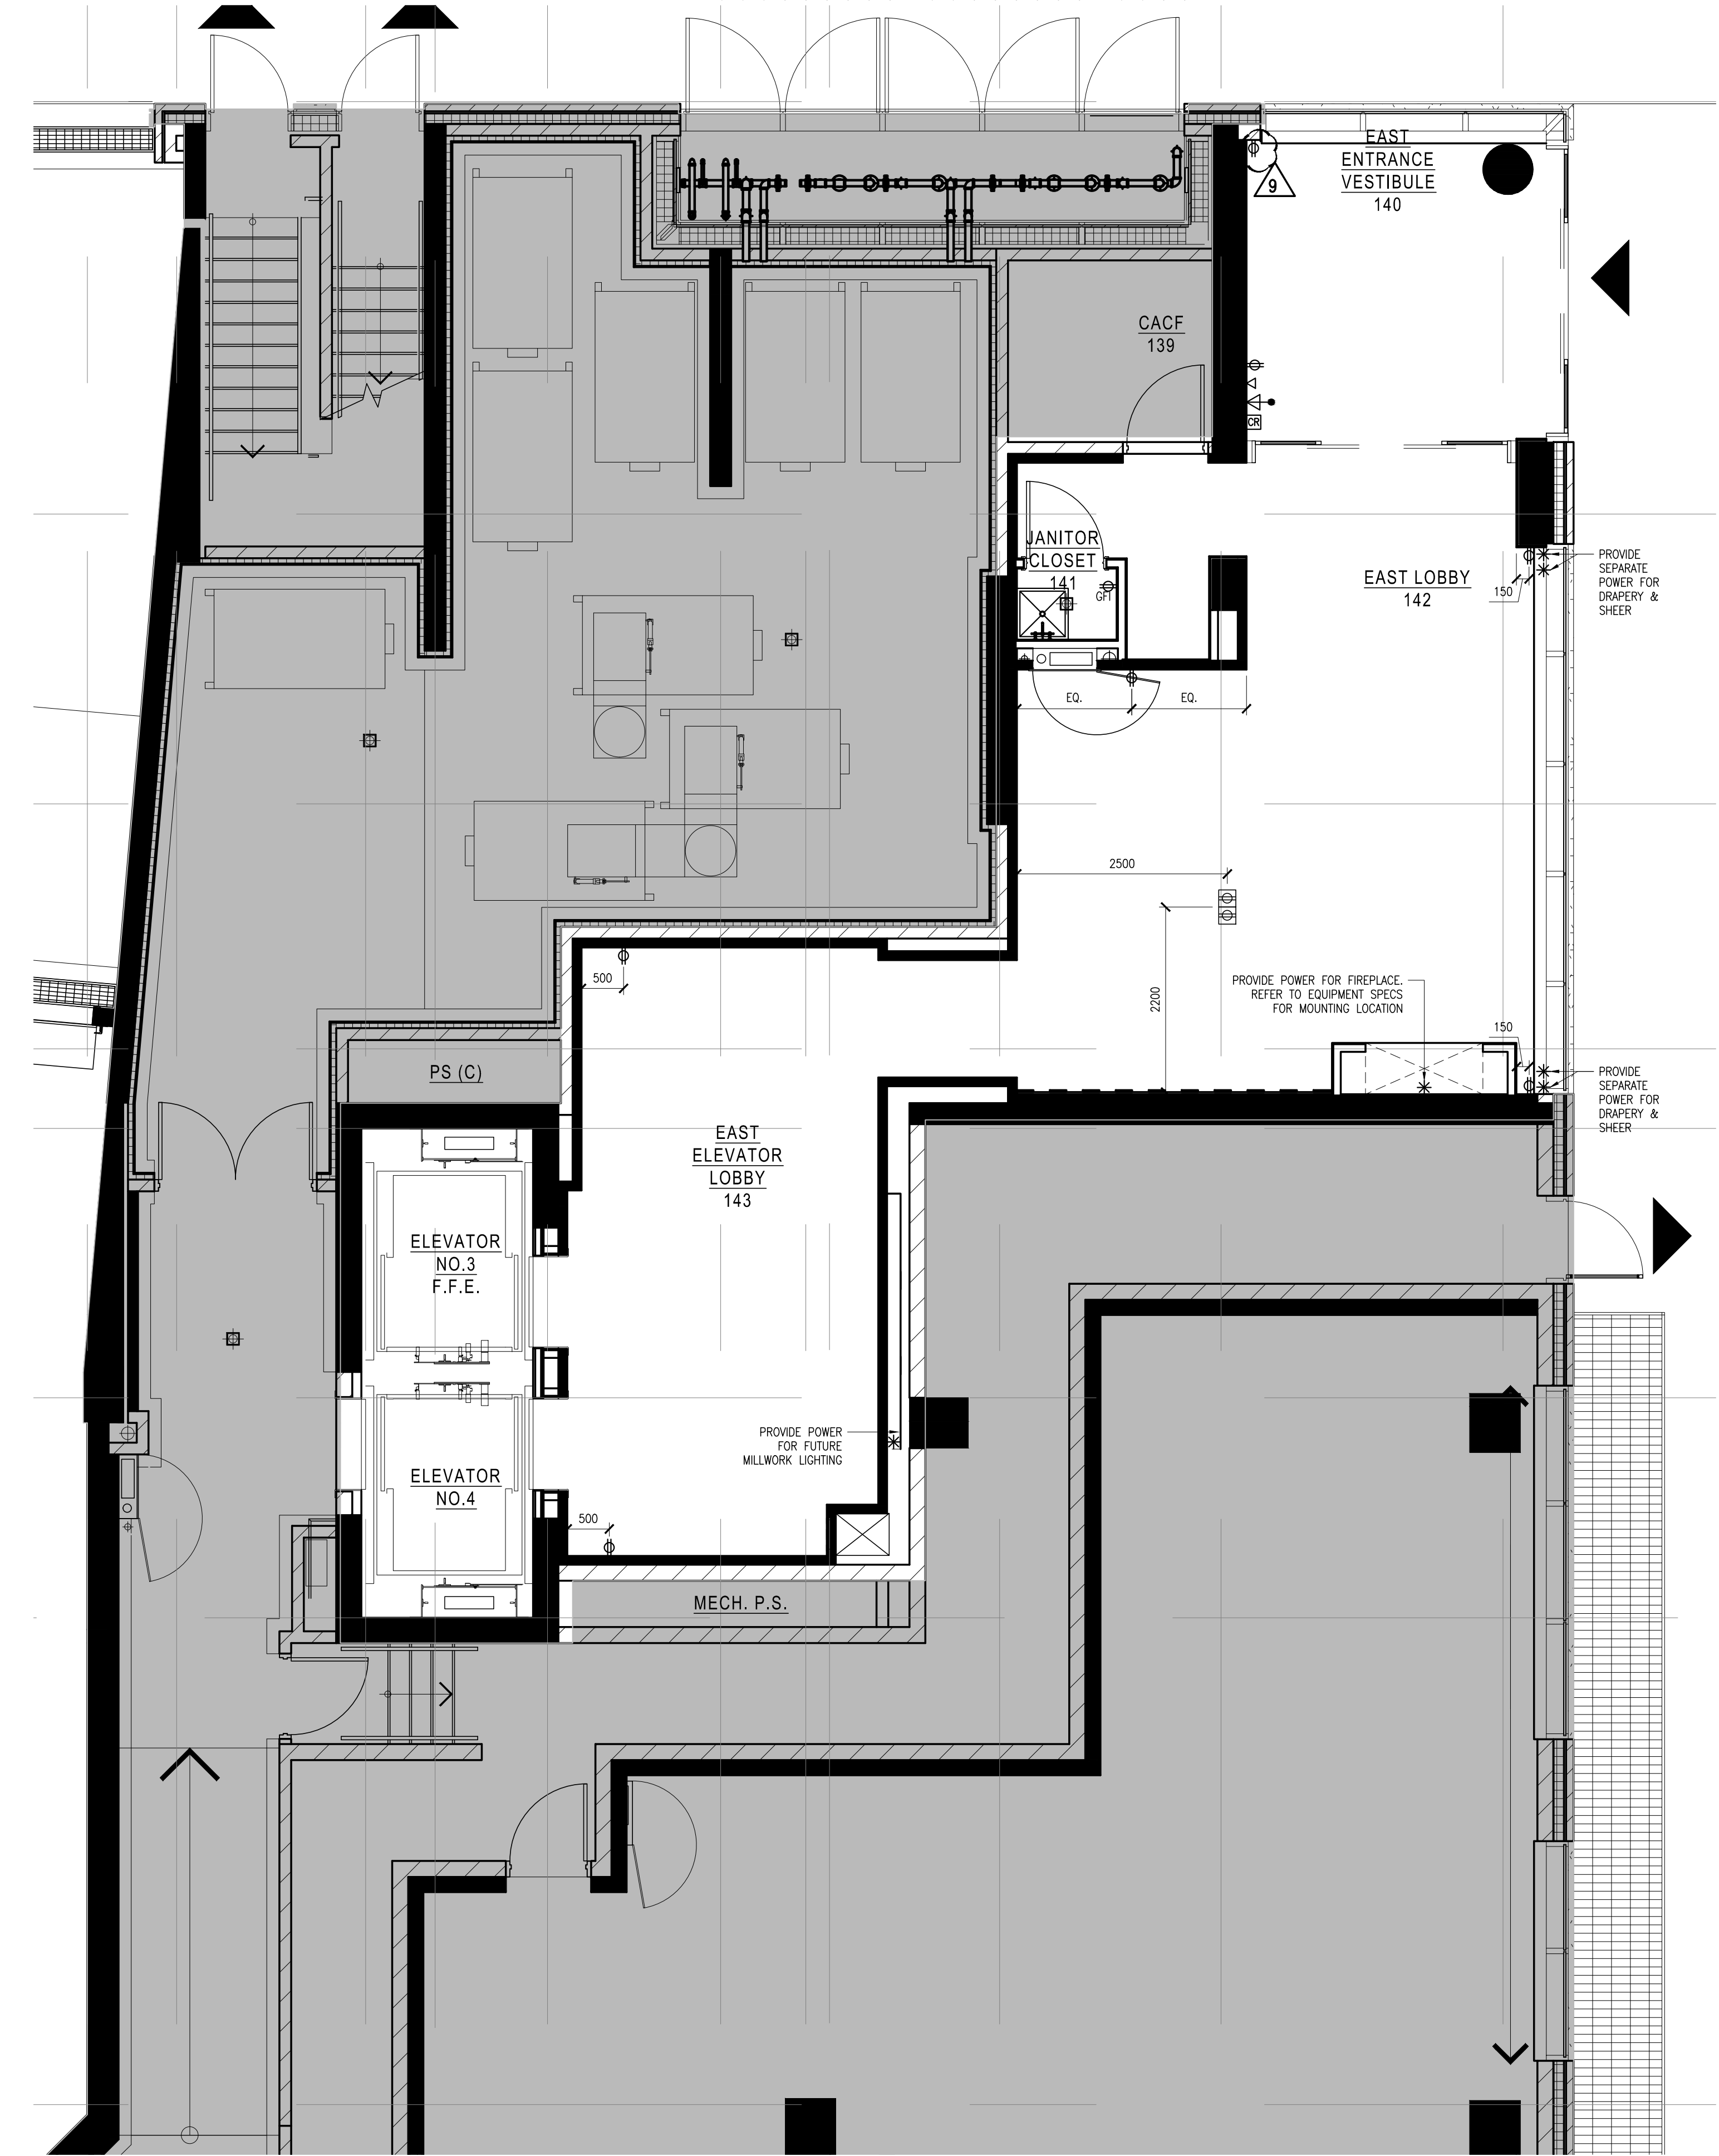 EAST
ENTRANCE
VESTIBULE
140
9
CACF
139
CR
JANITOR
CLOSET
141
GFI
EAST LOBBY
142
150
PROVIDE
SEPARATE
POWER FOR
DRAPERY &
SHEER
EQ.
EQ.
2500
500
2200
PROVIDE POWER FOR FIREPLACE.
REFER TO EQUIPMENT SPECS
FOR MOUNTING LOCATION
150
PROVIDE
SEPARATE
POWER FOR
DRAPERY &
SHEER
PS (C)
EAST
ELEVATOR
LOBBY
143
ELEVATOR
NO.3
F.F.E.
PROVIDE POWER
FOR FUTURE
MILLWORK LIGHTING
ELEVATOR
NO.4
500
MECH. P.S.